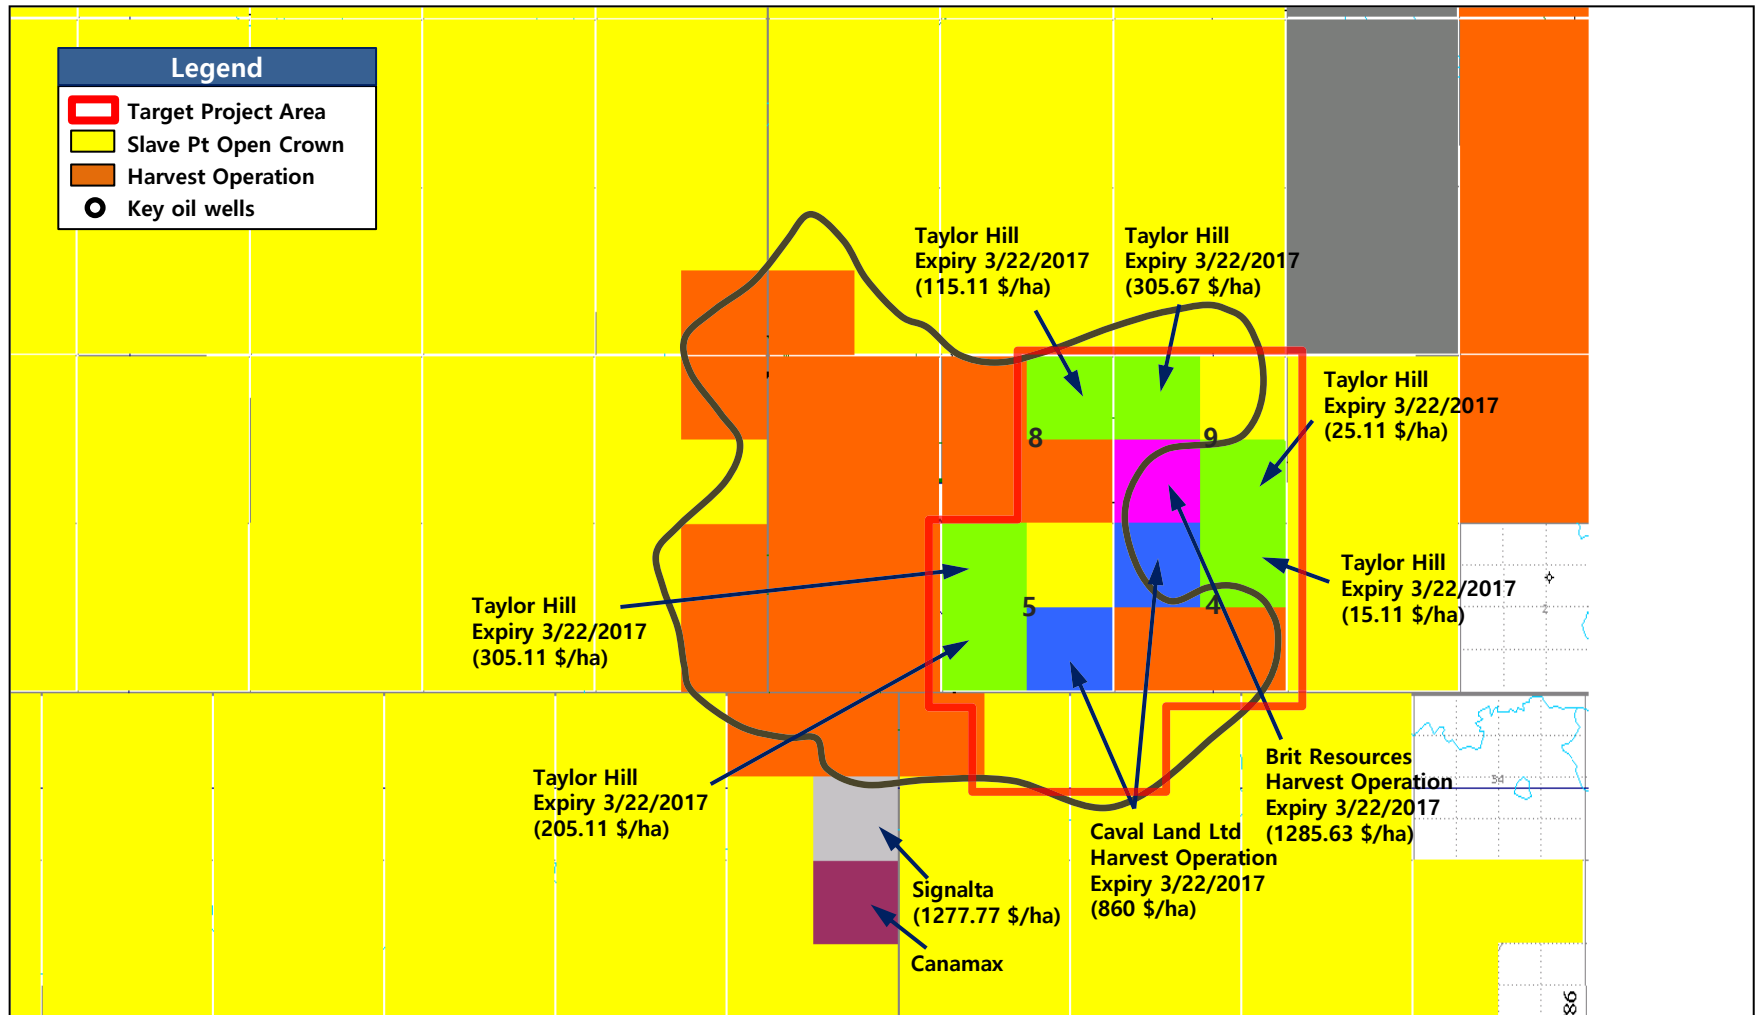 Legend
Target Project Area
Slave Pt Open Crown
Harvest Operation
Key oil wells
Taylor Hill
Expiry 3/22/2017
(115.11 $/ha)
Taylor Hill
Expiry 3/22/2017
(305.67 $/ha)
Taylor Hill
Expiry 3/22/2017
(25.11 $/ha)
8
9
Taylor Hill
Expiry 3/22/2017
(15.11 $/ha)
2
Taylor Hill
Expiry 3/22/2017
(305.11 $/ha)
5
4
Taylor Hill
Expiry 3/22/2017
(205.11 $/ha)
Brit Resources
Harvest Operation
Expiry 3/22/2017
(1285.63 $/ha)
34
Caval Land Ltd
Harvest Operation
Expiry 3/22/2017
(860 $/ha)
Signalta
(1277.77 $/ha)
Canamax
86